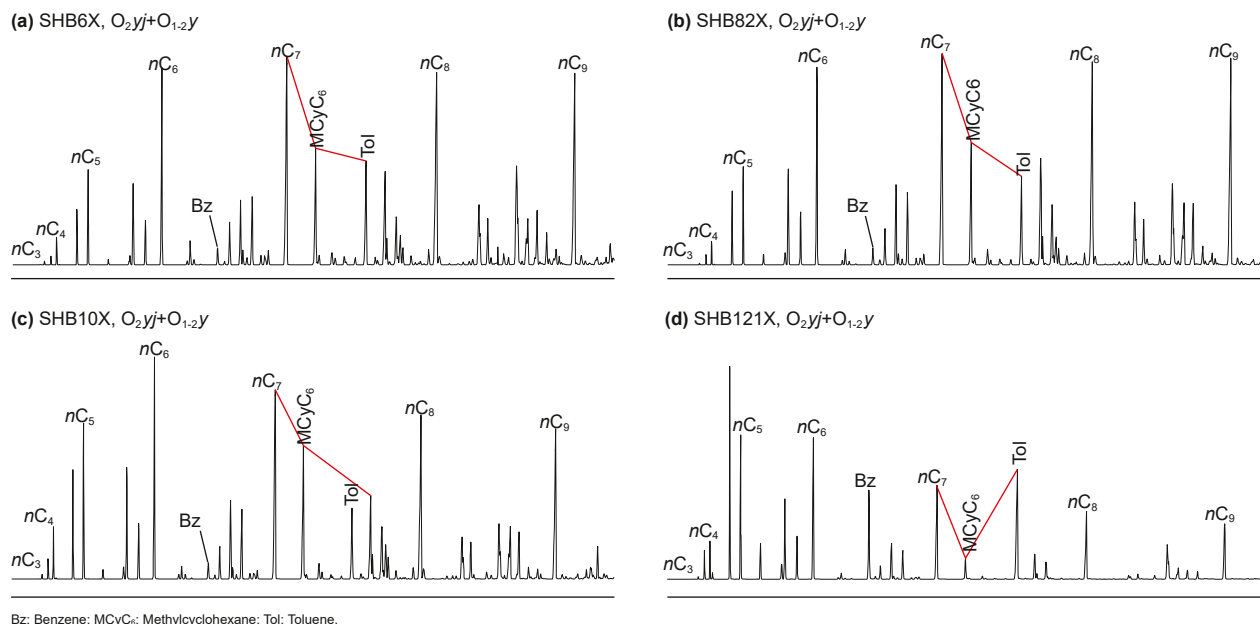 (a) SHB6X, O₂yj+O₁₋₂y
nC₃
nC₄
nC₅
nC₆
Bz
nC₇
MCyC₆
Tol
nC₈
nC₉
(b) SHB82X, O₂yj+O₁₋₂y
nC₃
nC₄
nC₅
nC₆
Bz
nC₇
MCyC6
Tol
nC₈
nC₉
(c) SHB10X, O₂yj+O₁₋₂y
nC₃
nC₄
nC₅
nC₆
Bz
nC₇
MCyC₆
Tol
nC₈
nC₉
(d) SHB121X, O₂yj+O₁₋₂y
nC₃
nC₄
nC₅
nC₆
Bz
nC₇
MCyC₆
Tol
nC₈
nC₉
Bz: Benzene; MCyC₆: Methylcyclohexane; Tol: Toluene.